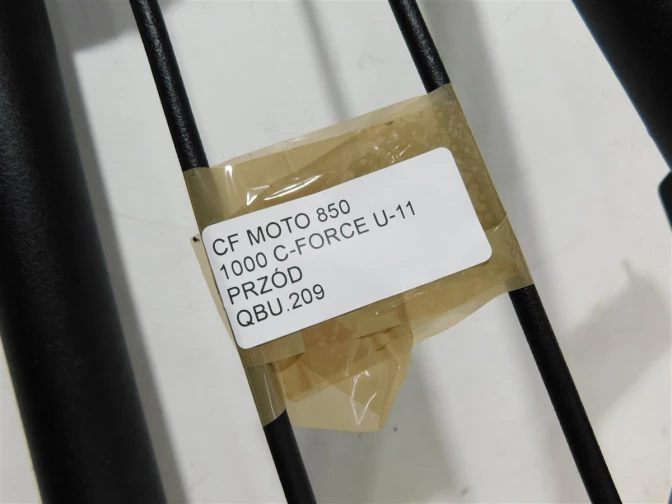 CF MOTO 850
1000 C-FORCE U-11
PRZÓD
QBU.209